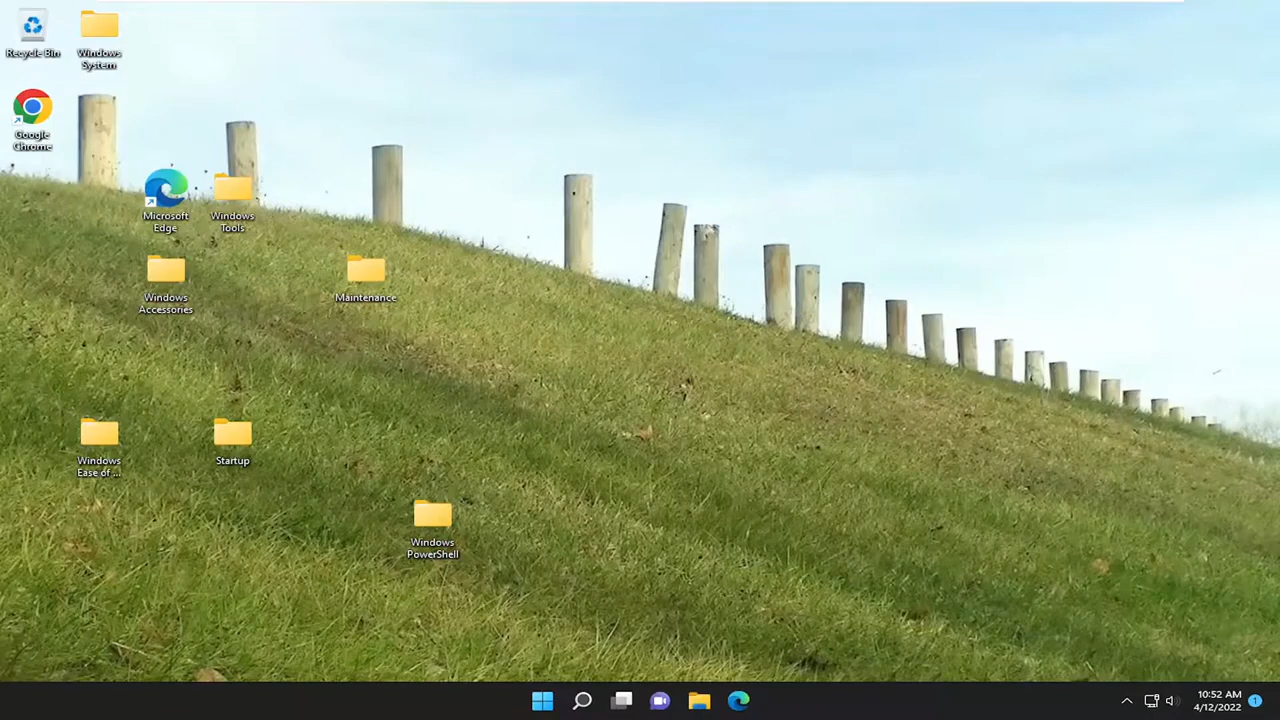 Recycle Bin
Windows
System
Google
Chrome
Microsoft
Edge
Windows
Tools
Windows
Accessories
Maintenance
Windows
Ease of ...
Startup
Windows
PowerShell
10:52 AM
4/12/2022
1